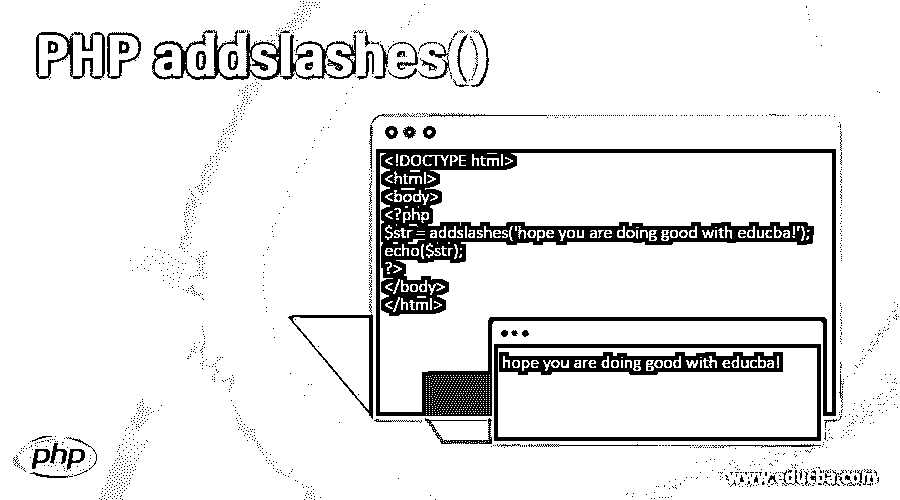 PHP addslashes()
<!DOCTYPE html>
<html>
<body>
<?php
$str = addslashes('hope you are doing good with educba!');
echo($str);
?>
</body>
</html>
hope you are doing good with educba!
php
www.educba.com